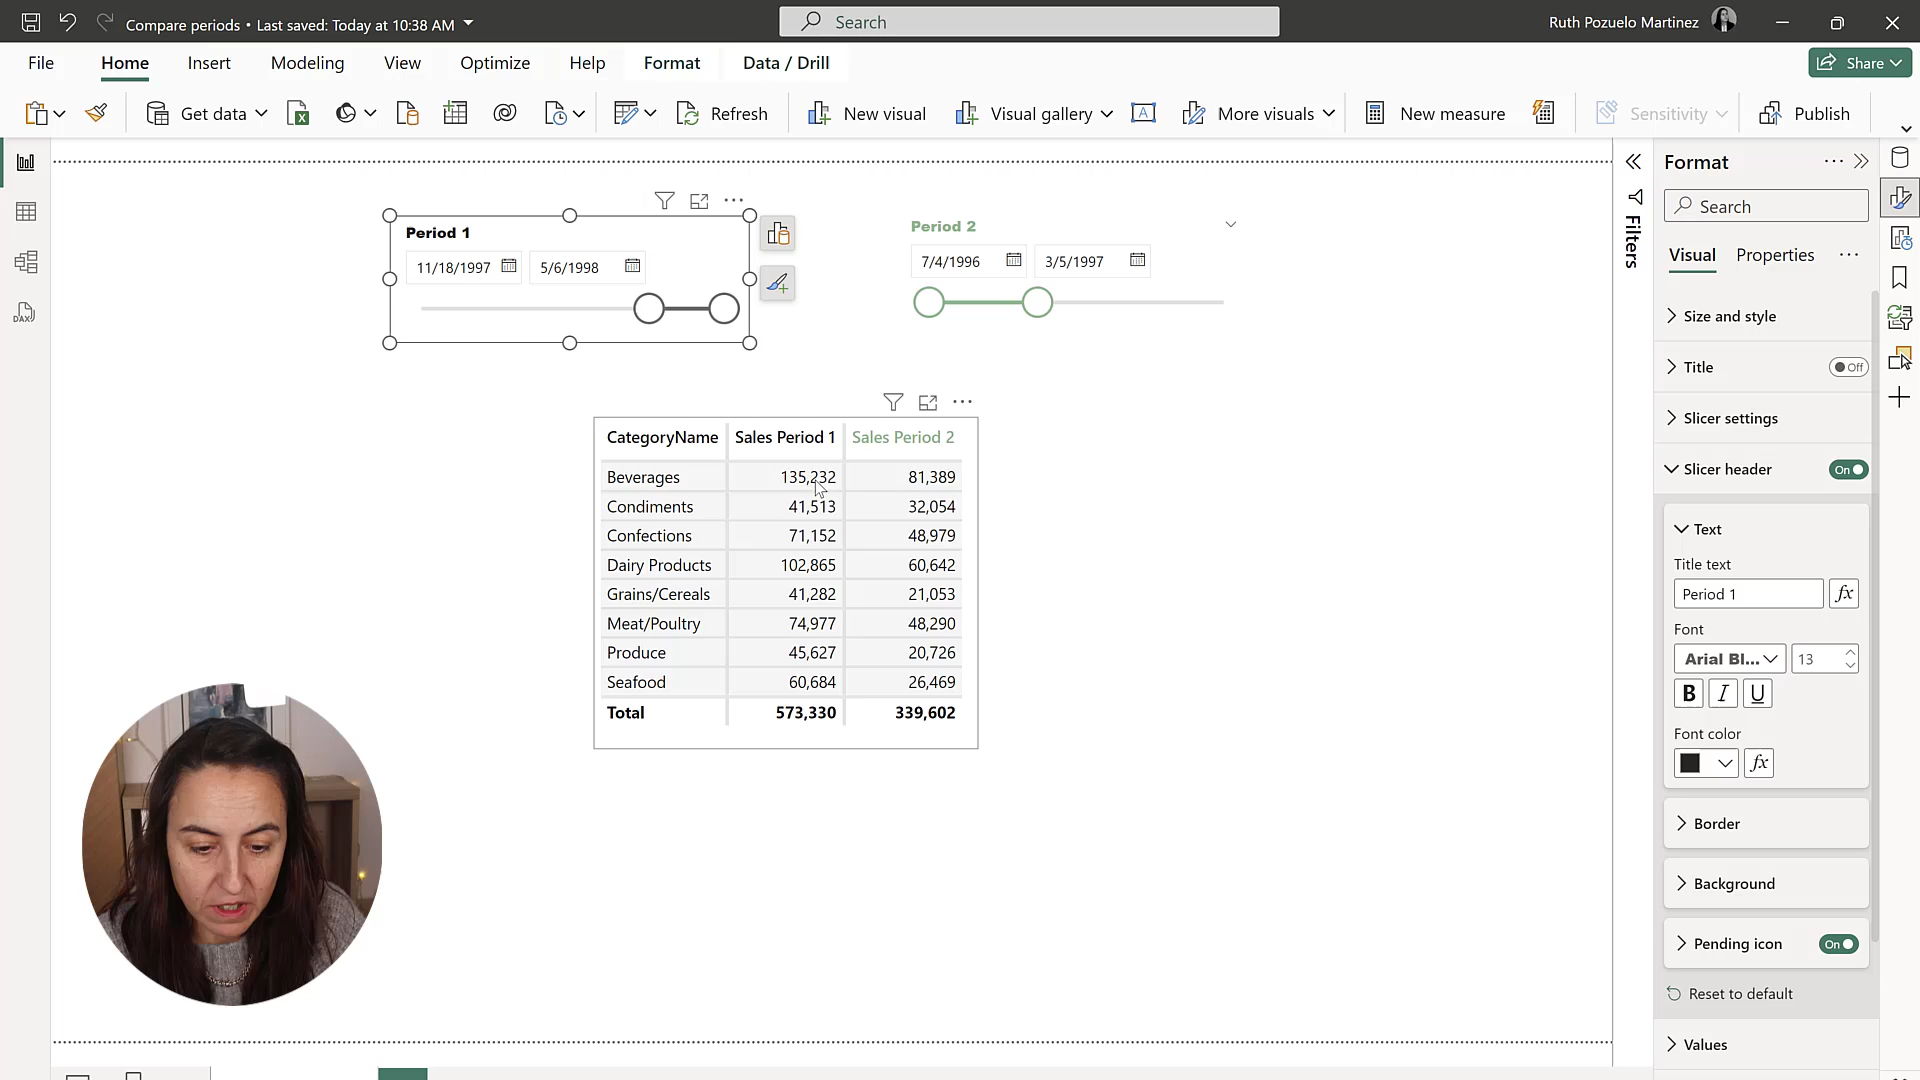 Compare periods • Last saved: Today at 10:38 AM
Search
Ruth Pozuelo Martinez
File Home Insert Modeling View Optimize Help Format Data / Drill
Share
Get data Refresh New visual Visual gallery A More visuals New measure Sensitivity Publish
Period 1
11/18/1997 5/6/1998
Period 2
7/4/1996 3/5/1997
CategoryName Sales Period 1 Sales Period 2
Beverages 135,232 81,389
Condiments 41,513 32,054
Confections 71,152 48,979
Dairy Products 102,865 60,642
Grains/Cereals 41,282 21,053
Meat/Poultry 74,977 48,290
Produce 45,627 20,726
Seafood 60,684 26,469
Total 573,330 339,602
DAX
Filters
Format
Search
Visual Properties
Size and style
Title Off
Slicer settings
Slicer header On
Text
Title text
Period 1 fx
Font
Arial Bl... 13
B I U
Font color
fx
Border
Background
Pending icon On
Reset to default
Values